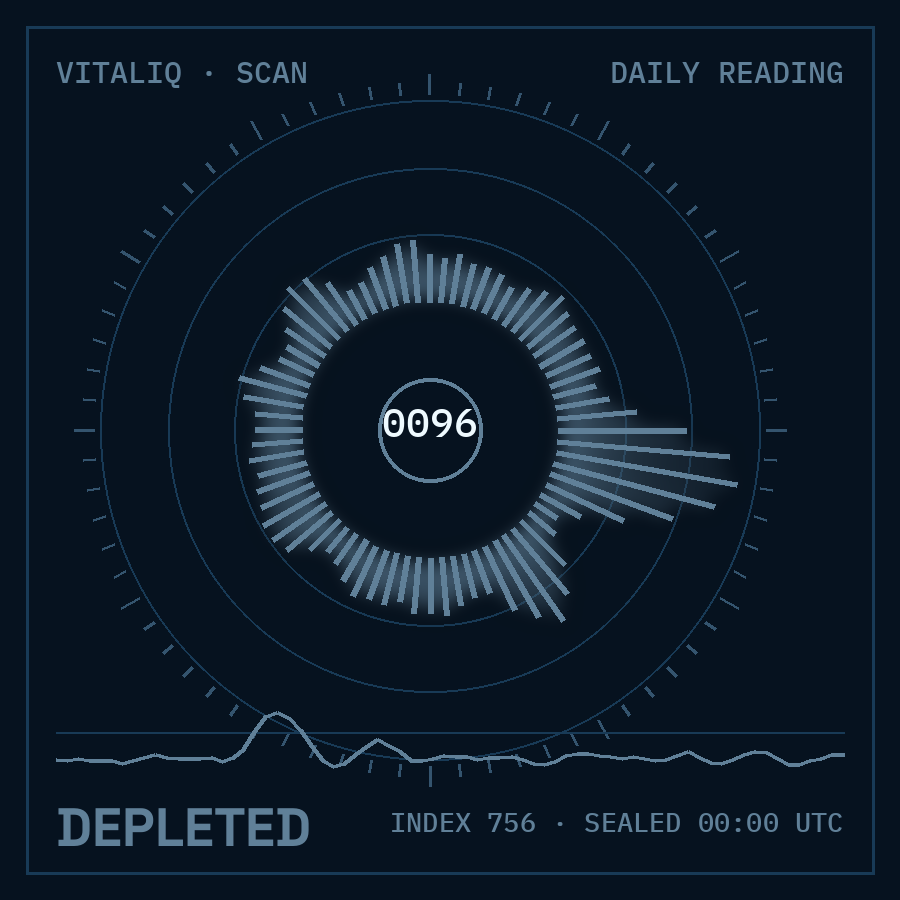 VITALIQ · SCAN
DAILY READING
0096
DEPLETED
INDEX 756 · SEALED 00:00 UTC